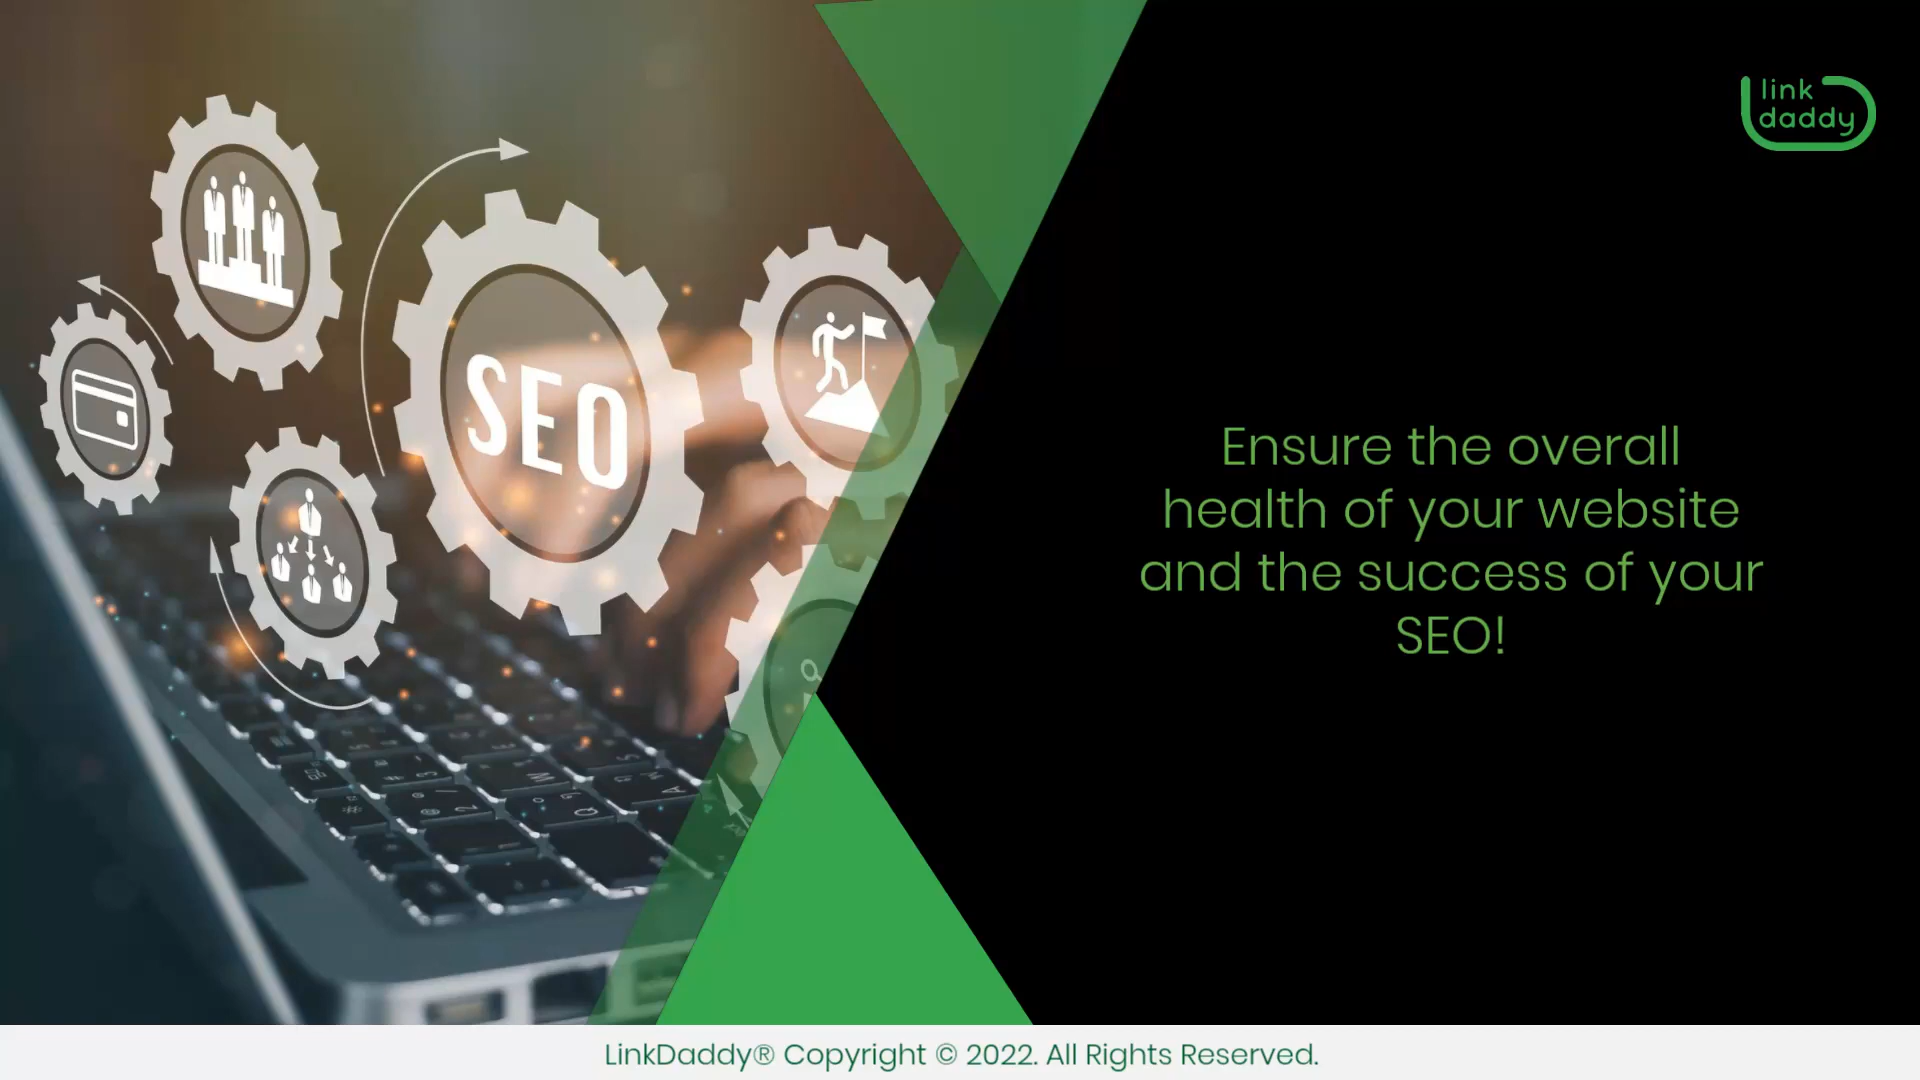 link
daddy
SEO
Ensure the overall
health of your website
and the success of your
SEO!
LinkDaddy® Copyright © 2022. All Rights Reserved.